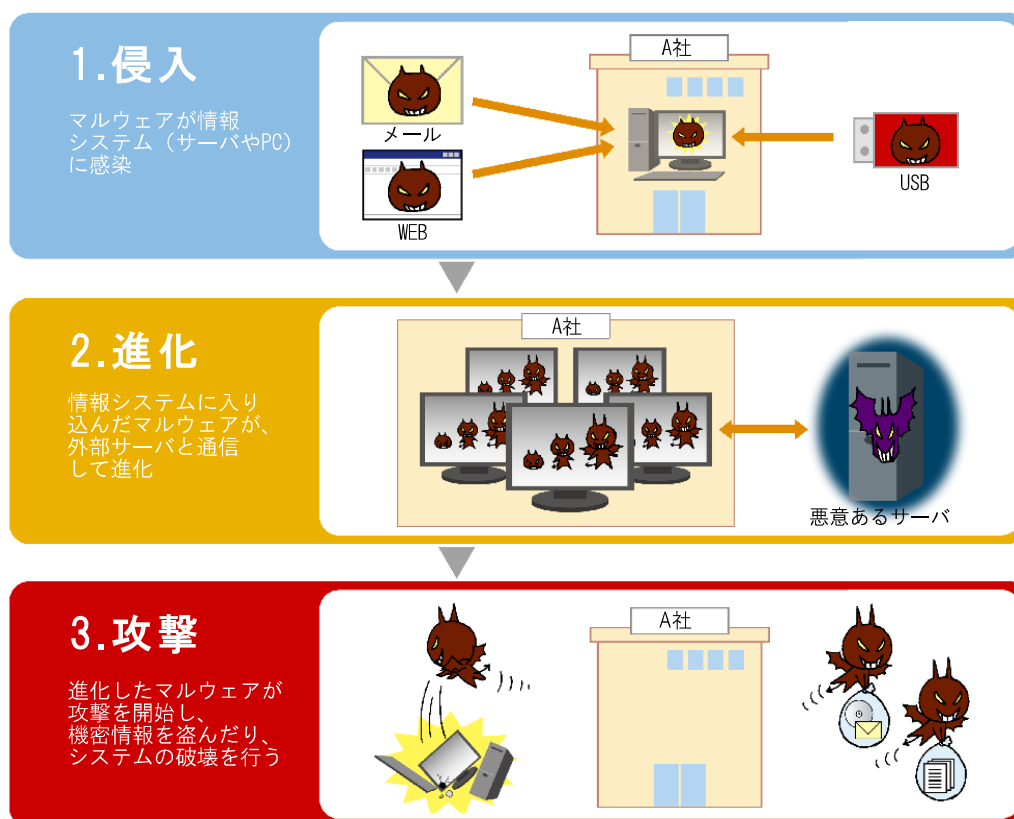 1.侵入
マルウェアが情報
システム（サーバやPC）
に感染
メール
WEB
A社
USB
2.進化
情報システムに入り
込んだマルウェアが、
外部サーバと通信
して進化
A社
悪意あるサーバ
3.攻撃
進化したマルウェアが
攻撃を開始し、
機密情報を盗んだり、
システムの破壊を行う
A社